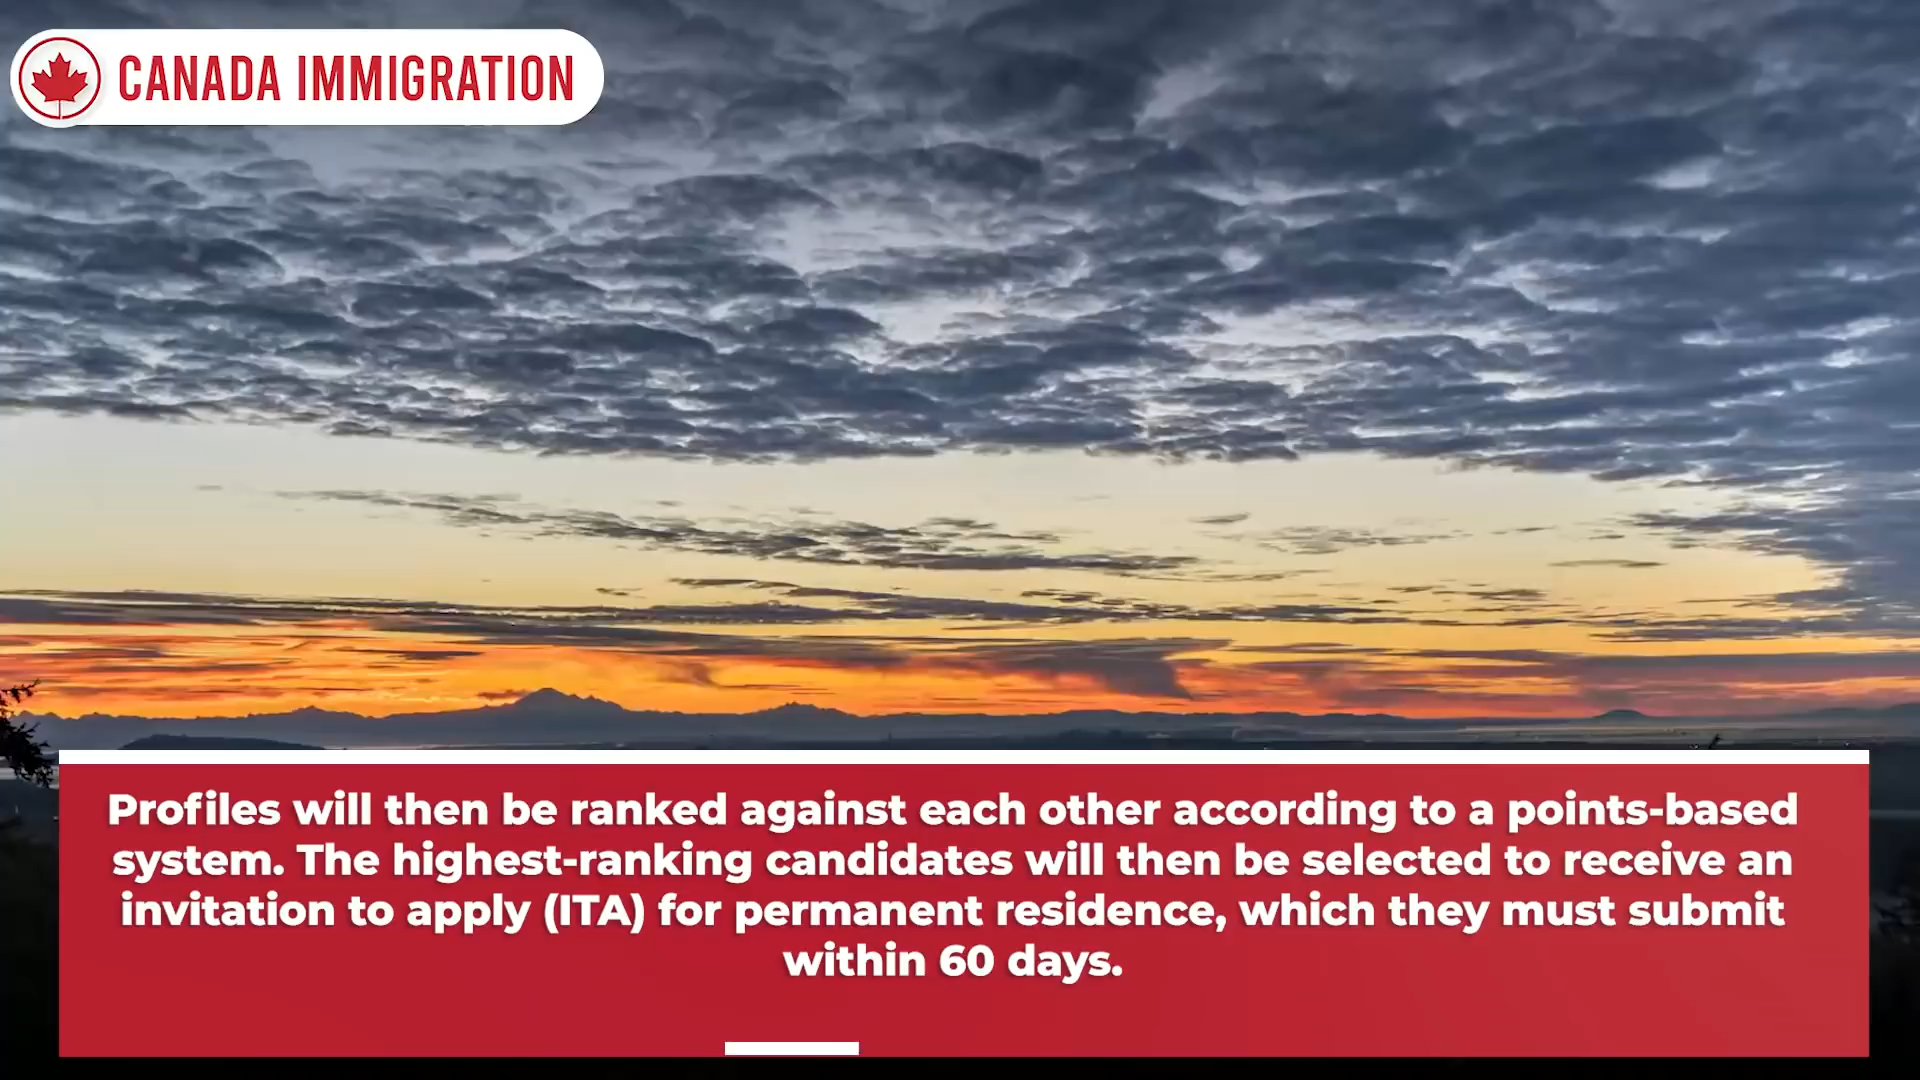 CANADA IMMIGRATION
Profiles will then be ranked against each other according to a points-based
system. The highest-ranking candidates will then be selected to receive an
invitation to apply (ITA) for permanent residence, which they must submit
within 60 days.